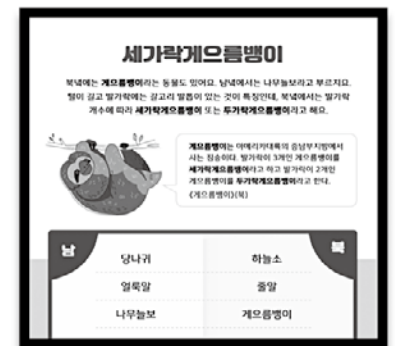 세가락게으름뱅이
북녘에는 게으름뱅이라는 동물도 있어요. 남녘에서는 나무늘보라고 부르지요.
털이 길고 발가락에는 갈고리 발톱이 있는 것이 특징인데, 북녘에서는 발가락
개수에 따라 세가락게으름뱅이 또는 두가락게으름뱅이라고 해요.
게으름뱅이는 아메리카대륙의 중남부지방에서
사는 짐승이다. 발가락이 3개인 게으름뱅이를
세가락게으름뱅이라고 하고 발가락이 2개인
게으름뱅이를 두가락게으름뱅이라고 한다.
《게으름뱅이》(북)
남 북
당나귀 하늘소
얼룩말 줄말
나무늘보 게으름뱅이